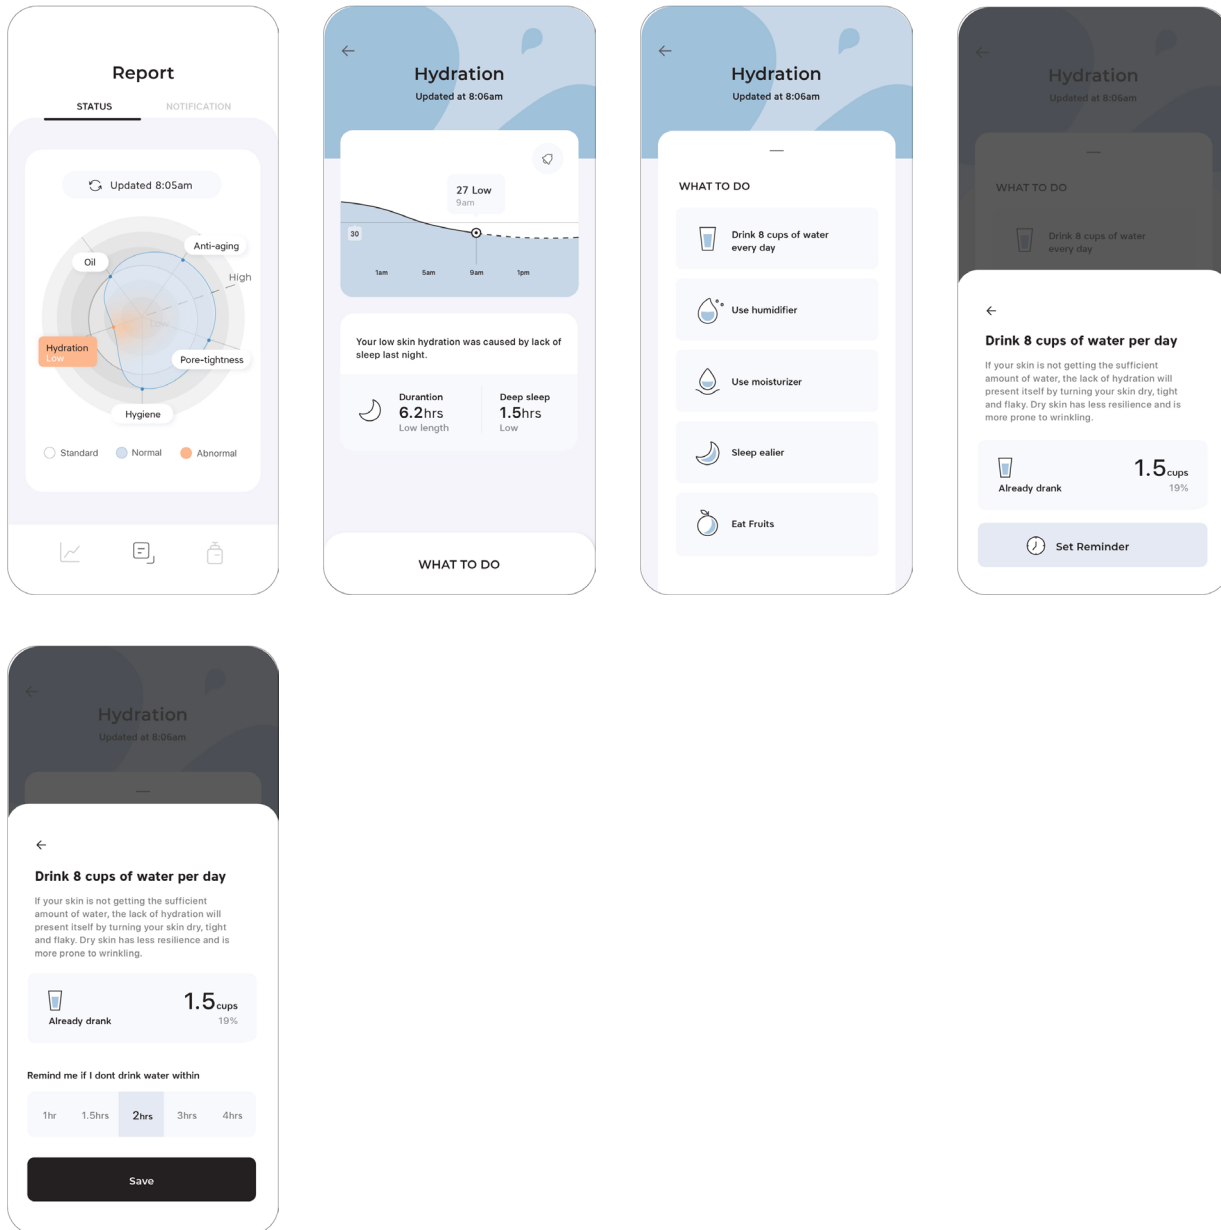 Report
STATUS
NOTIFICATION
Updated 8:05am
Anti-aging
Oil
High
Low
Hydration
Low
Pore-tightness
Hygiene
Standard
Normal
Abnormal
Hydration
Updated at 8:06am
27 Low
9am
30
1am 5am 9am 1pm
Your low skin hydration was caused by lack of
sleep last night.
Durantion
6.2hrs
Low length
Deep sleep
1.5hrs
Low
WHAT TO DO
Hydration
Updated at 8:06am
WHAT TO DO
Drink 8 cups of water
every day
Use humidifier
Use moisturizer
Sleep ealier
Eat Fruits
Hydration
Updated at 8:06am
WHAT TO DO
Drink 8 cups of water
every day
Drink 8 cups of water per day
If your skin is not getting the sufficient
amount of water, the lack of hydration will
present itself by turning your skin dry, tight
and flaky. Dry skin has less resilience and is
more prone to wrinkling.
1.5cups
Already drank
19%
Set Reminder
Hydration
Updated at 8:06am
Drink 8 cups of water per day
If your skin is not getting the sufficient
amount of water, the lack of hydration will
present itself by turning your skin dry, tight
and flaky. Dry skin has less resilience and is
more prone to wrinkling.
1.5cups
Already drank
19%
Remind me if I dont drink water within
1hr 1.5hrs 2hrs 3hrs 4hrs
Save